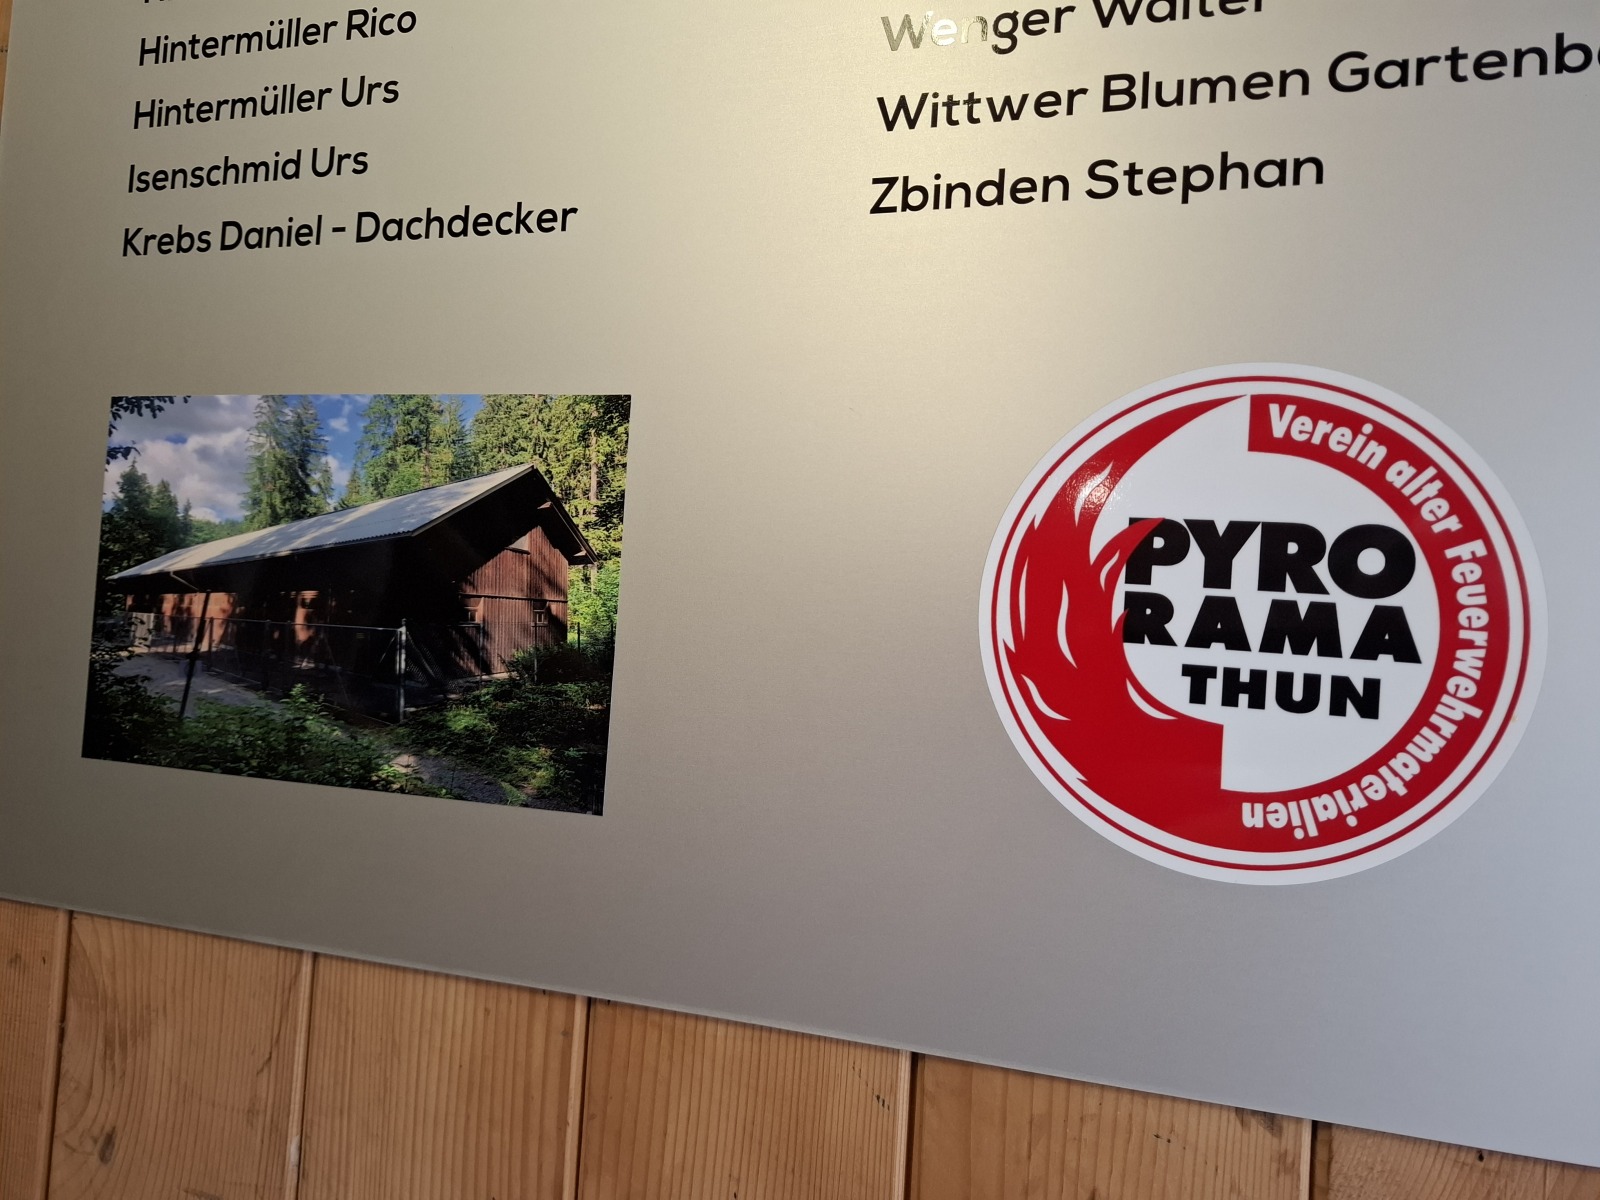 Hintermüller Rico
Hintermüller Urs
Isenschmid Urs
Krebs Daniel - Dachdecker
Wenger Walter
Wittwer Blumen
Zbinden Stephan
Verein alter Feuerwehrmaterialien
PYRO
RAMA
THUN